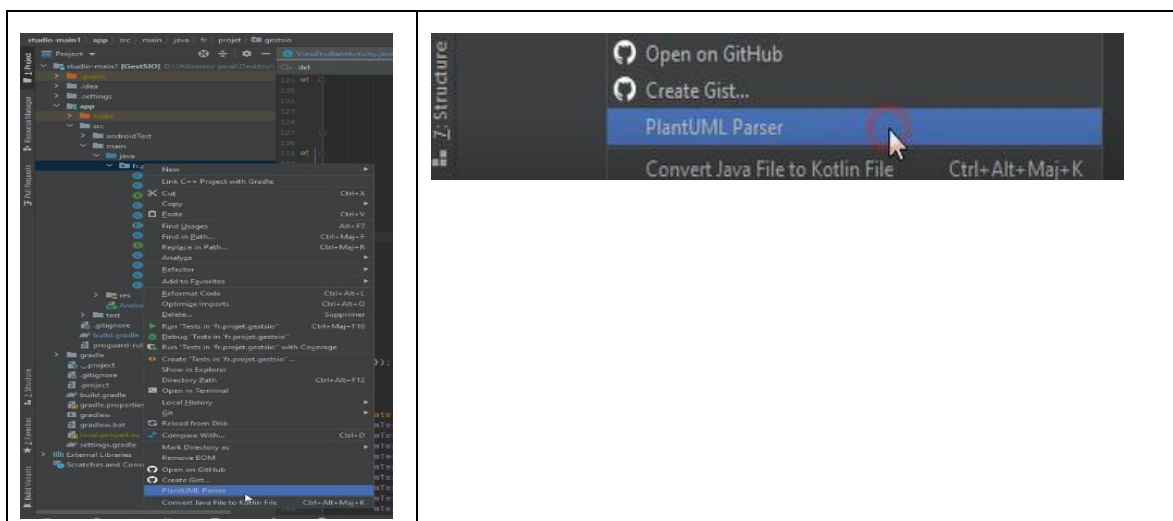 studio-main1 app src main java fr projet gestsio
Project
ViewEtudiantActivity.java
studio-main1 [GestSIO]
del
.gradle
.idea
.settings
app
build
src
androidTest
main
java
New
Link C++ Project with Gradle
Cut Ctrl+X
Copy
Paste Ctrl+V
Find Usages Alt+F7
Find in Path... Ctrl+Maj+F
Replace in Path... Ctrl+Maj+R
Analyze
Refactor
Add to Favorites
Reformat Code Ctrl+Alt+L
Optimize Imports Ctrl+Alt+O
Delete... Supprimer
Run 'Tests in 'fr.projet.gestsio'' Ctrl+Maj+F10
Debug 'Tests in 'fr.projet.gestsio''
Run 'Tests in 'fr.projet.gestsio'' with Coverage
Create 'Tests in 'fr.projet.gestsio''...
Show in Explorer
Directory Path Ctrl+Alt+F12
Open in Terminal
Local History
Git
Reload from Disk
Compare With... Ctrl+D
Mark Directory as
Remove BOM
Open on GitHub
Create Gist...
PlantUML Parser
Convert Java File to Kotlin File Ctrl+Alt+Maj+K
res
test
.gitignore
build.gradle
proguard-rul
gradle
_.project
.gitignore
.project
build.gradle
gradle.properties
gradlew
gradlew.bat
local.properties
settings.gradle
External Libraries
Scratches and Cons
1: Project
Resource Manager
Pull Requests
Z: Structure
2: Favorites
Build Variants
Z: Structure
Open on GitHub
Create Gist...
PlantUML Parser
Convert Java File to Kotlin File Ctrl+Alt+Maj+K